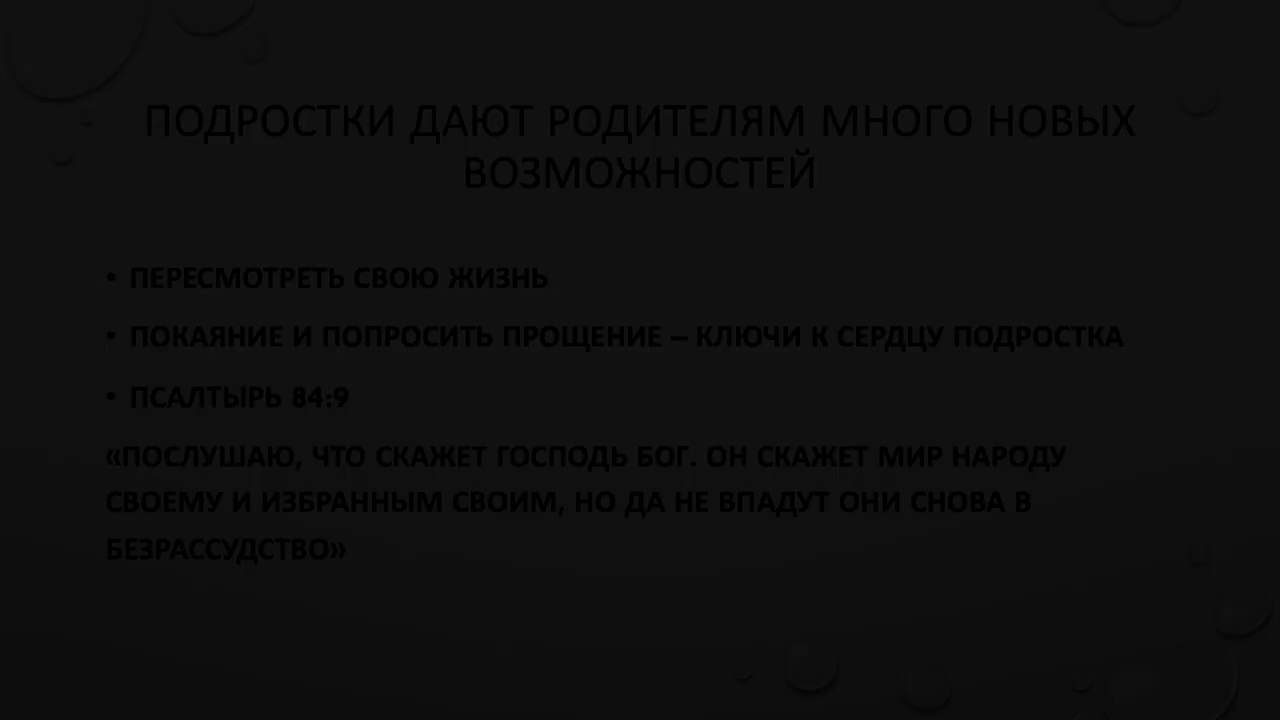 ПОДРОСТКИ ДАЮТ РОДИТЕЛЯМ МНОГО НОВЫХ
ВОЗМОЖНОСТЕЙ
• ПЕРЕСМОТРЕТЬ СВОЮ ЖИЗНЬ
• ПОКАЯНИЕ И ПОПРОСИТЬ ПРОЩЕНИЕ – КЛЮЧИ К СЕРДЦУ ПОДРОСТКА
• ПСАЛТЫРЬ 84:9
«ПОСЛУШАЮ, ЧТО СКАЖЕТ ГОСПОДЬ БОГ. ОН СКАЖЕТ МИР НАРОДУ
СВОЕМУ И ИЗБРАННЫМ СВОИМ, НО ДА НЕ ВПАДУТ ОНИ СНОВА В
БЕЗРАССУДСТВО»